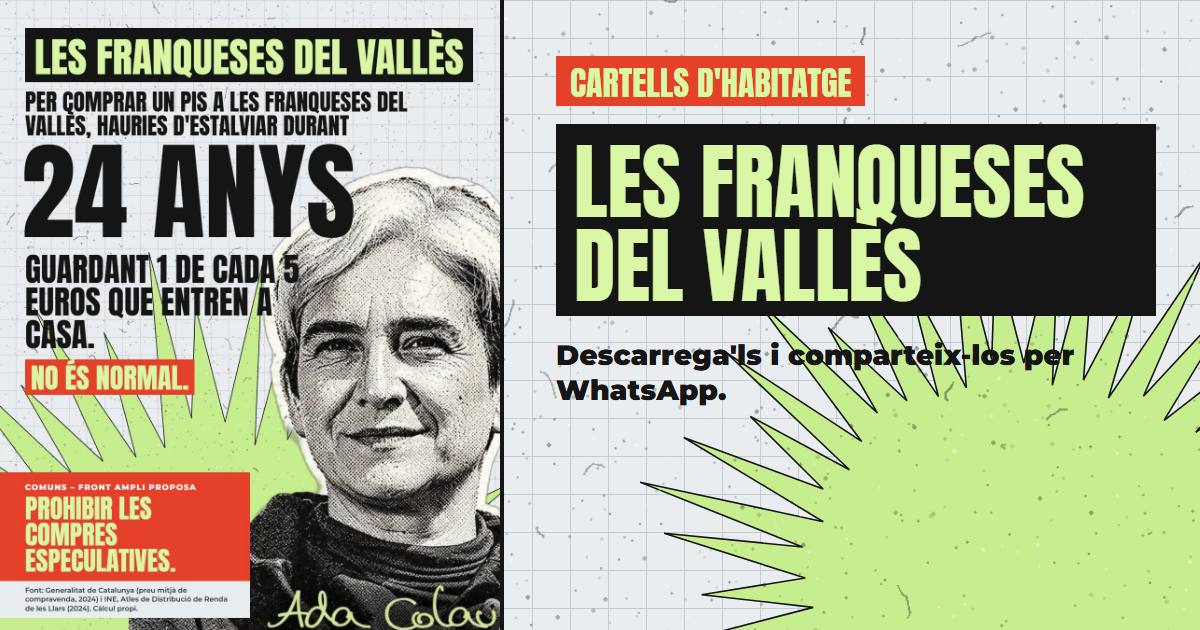 LES FRANQUESES DEL VALLÈS
PER COMPRAR UN PIS A LES FRANQUESES DEL
VALLÈS, HAURIES D'ESTALVIAR DURANT
24 ANYS
GUARDANT 1 DE CADA 5
EUROS QUE ENTREN A
CASA.
NO ÉS NORMAL.
COMUNS – FRONT AMPLI PROPOSA
PROHIBIR LES
COMPRES
ESPECULATIVES.
Font: Generalitat de Catalunya (preu mitjà de
compravenda, 2024) i INE, Atles de Distribució de Renda
de les Llars (2024). Càlcul propi.
Ada Colau
CARTELLS D'HABITATGE
LES FRANQUESES
DEL VALLÈS
Descarrega'ls i comparteix-los per
WhatsApp.